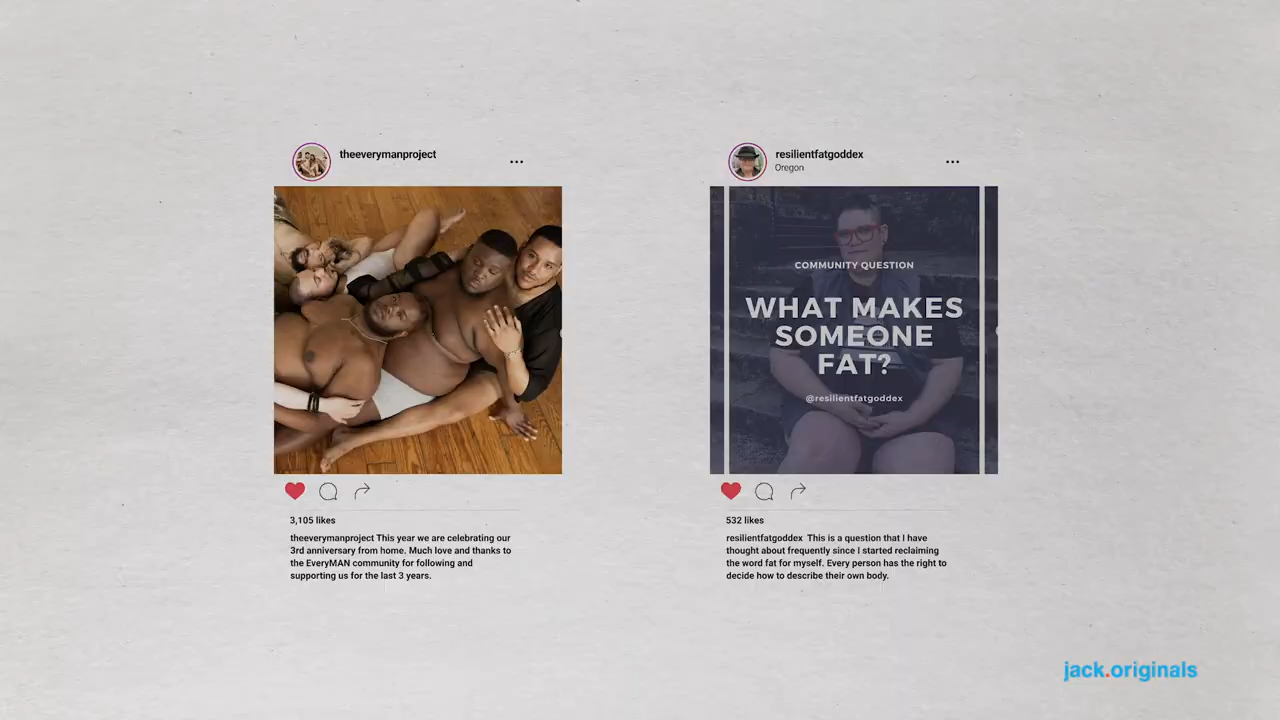 theeverymanproject
3,105 likes
theeverymanproject This year we are celebrating our
3rd anniversary from home. Much love and thanks to
the EveryMAN community for following and
supporting us for the last 3 years.
resilientfatgoddex
Oregon
COMMUNITY QUESTION
WHAT MAKES
SOMEONE
FAT?
@resilientfatgoddex
532 likes
resilientfatgoddex This is a question that I have
thought about frequently since I started reclaiming
the word fat for myself. Every person has the right to
decide how to describe their own body.
jack.originals